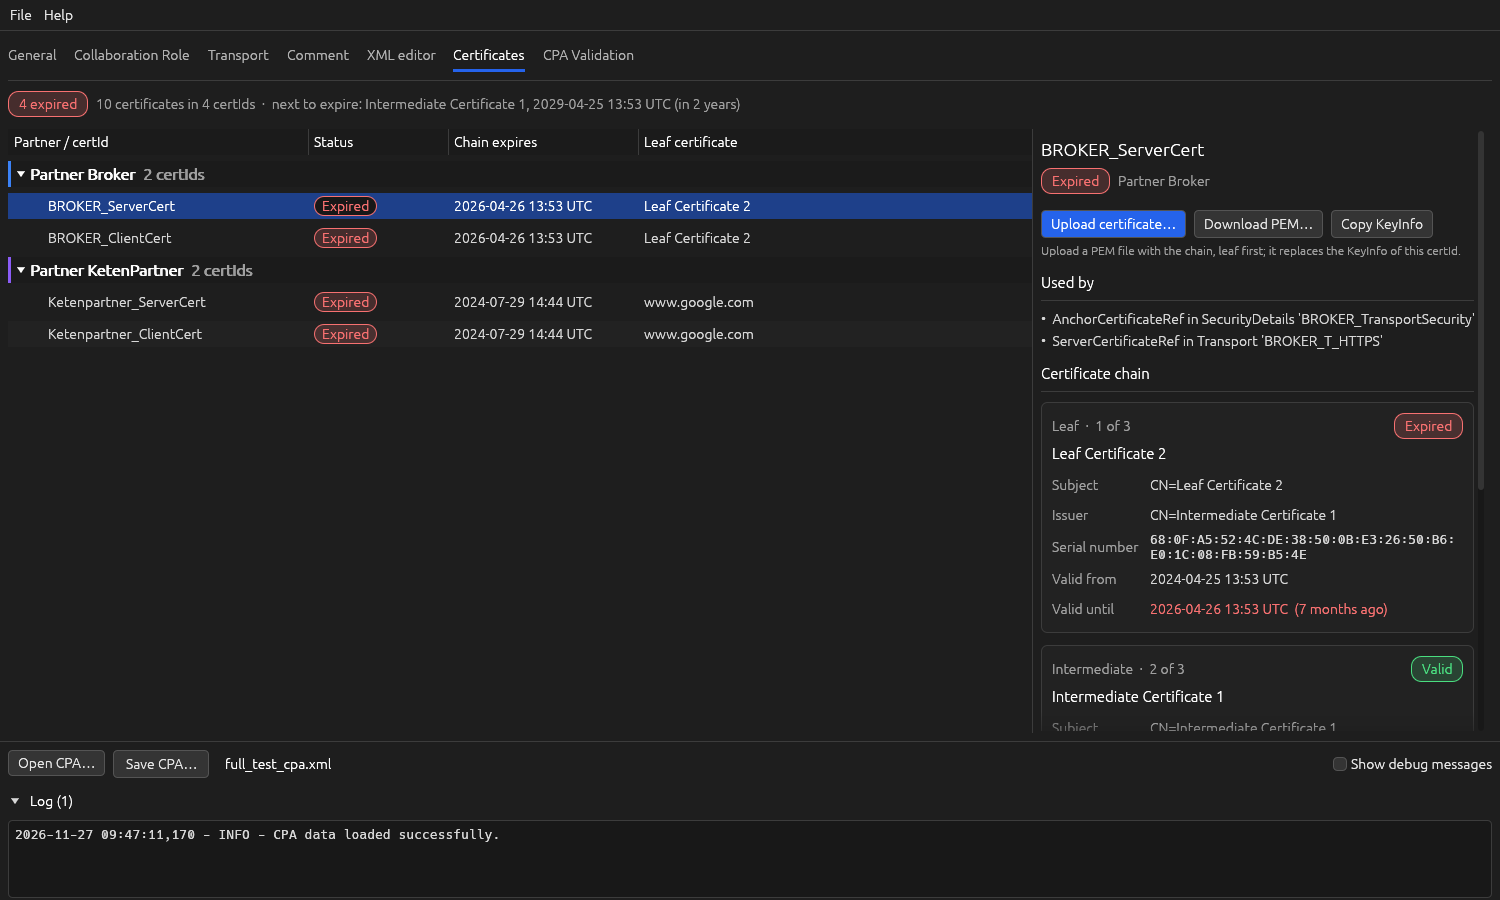 File Help
General Collaboration Role Transport Comment XML editor Certificates CPA Validation
4 expired 10 certificates in 4 certIds · next to expire: Intermediate Certificate 1, 2029-04-25 13:53 UTC (in 2 years)
Partner / certId Status Chain expires Leaf certificate
Partner Broker 2 certIds
BROKER_ServerCert Expired 2026-04-26 13:53 UTC Leaf Certificate 2
BROKER_ClientCert Expired 2026-04-26 13:53 UTC Leaf Certificate 2
Partner KetenPartner 2 certIds
Ketenpartner_ServerCert Expired 2024-07-29 14:44 UTC www.google.com
Ketenpartner_ClientCert Expired 2024-07-29 14:44 UTC www.google.com
BROKER_ServerCert
Expired Partner Broker
Upload certificate... Download PEM... Copy KeyInfo
Upload a PEM file with the chain, leaf first; it replaces the KeyInfo of this certId.
Used by
• AnchorCertificateRef in SecurityDetails 'BROKER_TransportSecurity'
• ServerCertificateRef in Transport 'BROKER_T_HTTPS'
Certificate chain
Leaf · 1 of 3 Expired
Leaf Certificate 2
Subject CN=Leaf Certificate 2
Issuer CN=Intermediate Certificate 1
Serial number 68:0F:A5:52:4C:DE:38:50:0B:E3:26:50:B6:
E0:1C:08:FB:59:B5:4E
Valid from 2024-04-25 13:53 UTC
Valid until 2026-04-26 13:53 UTC (7 months ago)
Intermediate · 2 of 3 Valid
Intermediate Certificate 1
Subject CN=Intermediate Certificate 1
Open CPA... Save CPA... full_test_cpa.xml Show debug messages
Log (1)
2026-11-27 09:47:11,170 - INFO - CPA data loaded successfully.